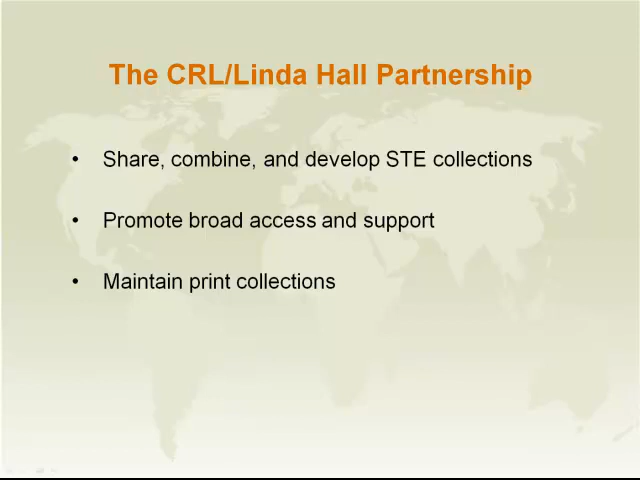 The CRL/Linda Hall Partnership
• Share, combine, and develop STE collections
• Promote broad access and support
• Maintain print collections